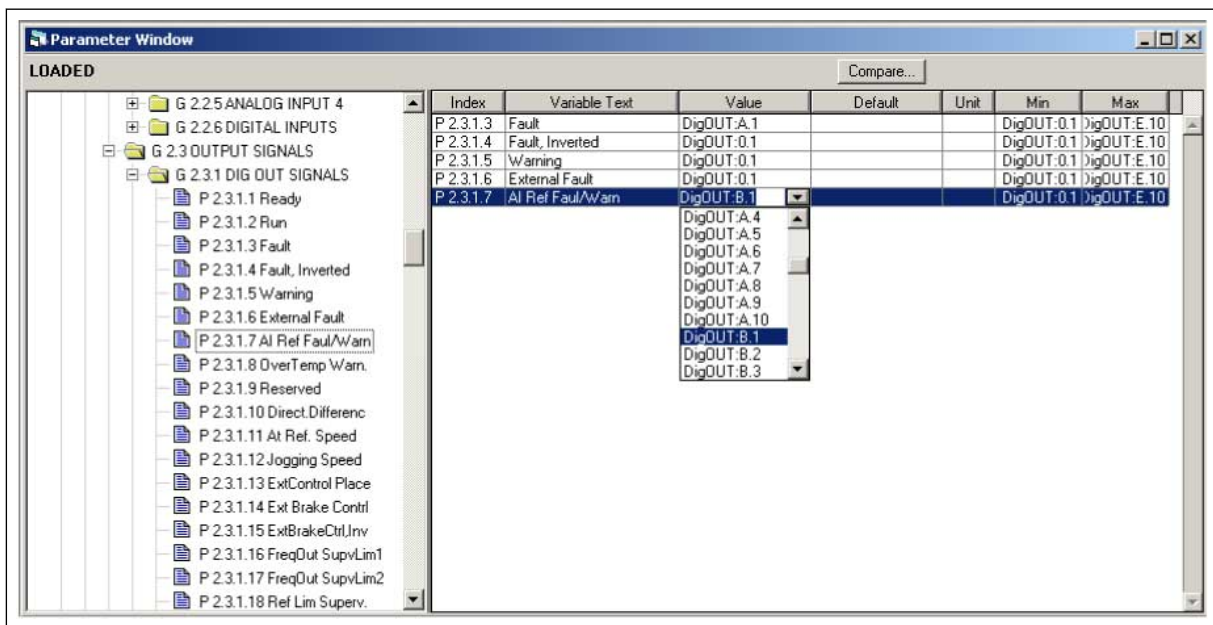 Parameter Window
LOADED
Compare...
G 2.2.5 ANALOG INPUT 4
G 2.2.6 DIGITAL INPUTS
G 2.3 OUTPUT SIGNALS
G 2.3.1 DIG OUT SIGNALS
P 2.3.1.1 Ready
P 2.3.1.2 Run
P 2.3.1.3 Fault
P 2.3.1.4 Fault, Inverted
P 2.3.1.5 Warning
P 2.3.1.6 External Fault
P 2.3.1.7 AI Ref Faul/Warn
P 2.3.1.8 OverTemp Warn.
P 2.3.1.9 Reserved
P 2.3.1.10 Direct.Differenc
P 2.3.1.11 At Ref. Speed
P 2.3.1.12 Jogging Speed
P 2.3.1.13 ExtControl Place
P 2.3.1.14 Ext Brake Contrl
P 2.3.1.15 ExtBrakeCtrl,Inv
P 2.3.1.16 FreqOut SupvLim1
P 2.3.1.17 FreqOut SupvLim2
P 2.3.1.18 Ref Lim Superv.
Index Variable Text Value Default Unit Min Max
P 2.3.1.3 Fault DigOUT:A.1 DigOUT:0.1 DigOUT:E.10
P 2.3.1.4 Fault, Inverted DigOUT:0.1 DigOUT:0.1 DigOUT:E.10
P 2.3.1.5 Warning DigOUT:0.1 DigOUT:0.1 DigOUT:E.10
P 2.3.1.6 External Fault DigOUT:0.1 DigOUT:0.1 DigOUT:E.10
P 2.3.1.7 AI Ref Faul/Warn DigOUT:B.1 DigOUT:0.1 DigOUT:E.10
DigOUT:A.4
DigOUT:A.5
DigOUT:A.6
DigOUT:A.7
DigOUT:A.8
DigOUT:A.9
DigOUT:A.10
DigOUT:B.1
DigOUT:B.2
DigOUT:B.3